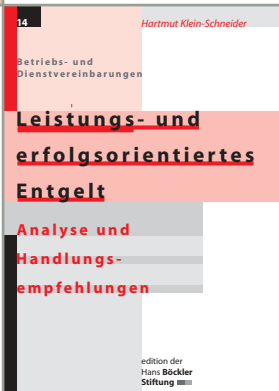 14
Hartmut Klein-Schneider
Betriebs- und
Dienstvereinbarungen
Leistungs- und
erfolgsorientiertes
Entgelt
Analyse und
Handlungs-
empfehlungen
edition der
Hans Böckler
Stiftung